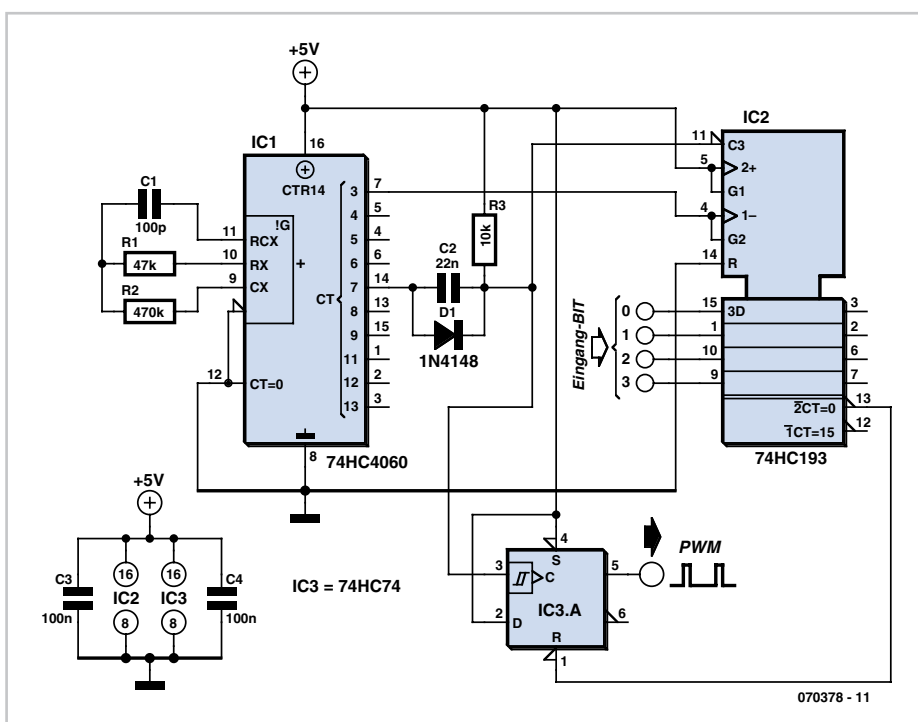 +5V
IC1
16
CTR14
C1
100p
R1
47k
R2
470k
11
10
9
!G
RCX
RX
CX
+
12
CT=0
CT
3
4
5
6
7
8
9
11
12
13
7
5
4
6
14
13
15
1
2
3
8
74HC4060
R3
10k
C2
22n
D1
1N4148
IC2
11
C3
5
2+
G1
4
1–
G2
14
R
Eingang-BIT
0
1
2
3
15
1
10
9
3D
3
2
6
7
13
2CT=0
12
1CT=15
74HC193
+5V
C3
100n
16
IC2
8
16
IC3
8
C4
100n
IC3 = 74HC74
4
S
3
C
2
D
IC3.A
R
1
5
6
PWM
070378 - 11